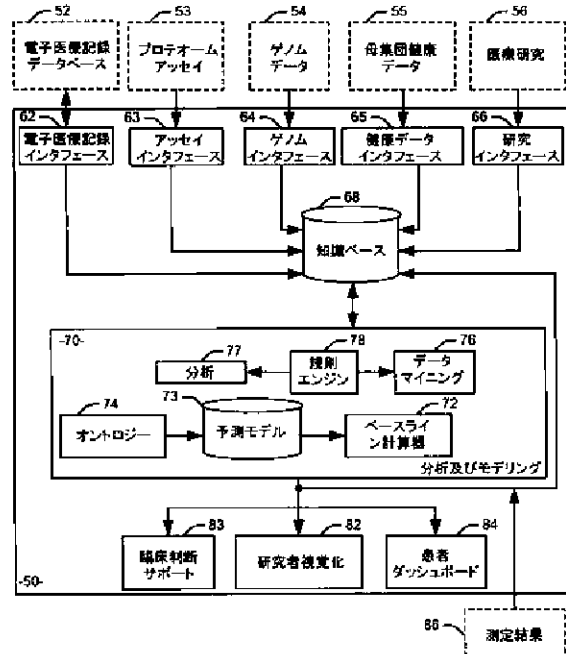 52
53
54
55
56
電子医療記録
データベース
プロテオーム
アッセイ
ゲノム
データ
母集団健康
データ
医療研究
62
63
64
65
66
電子医療記録
インタフェース
アッセイ
インタフェース
ゲノム
インタフェース
健康データ
インタフェース
研究
インタフェース
68
知識ベース
-70-
77
78
76
分析
規則
エンジン
データ
マイニング
74
73
72
オントロジー
予測モデル
ベースライ
ン計算器
分析及びモデリング
83
82
84
臨床判断
サポート
研究者視覚化
患者
ダッシュボード
-50-
86
測定結果